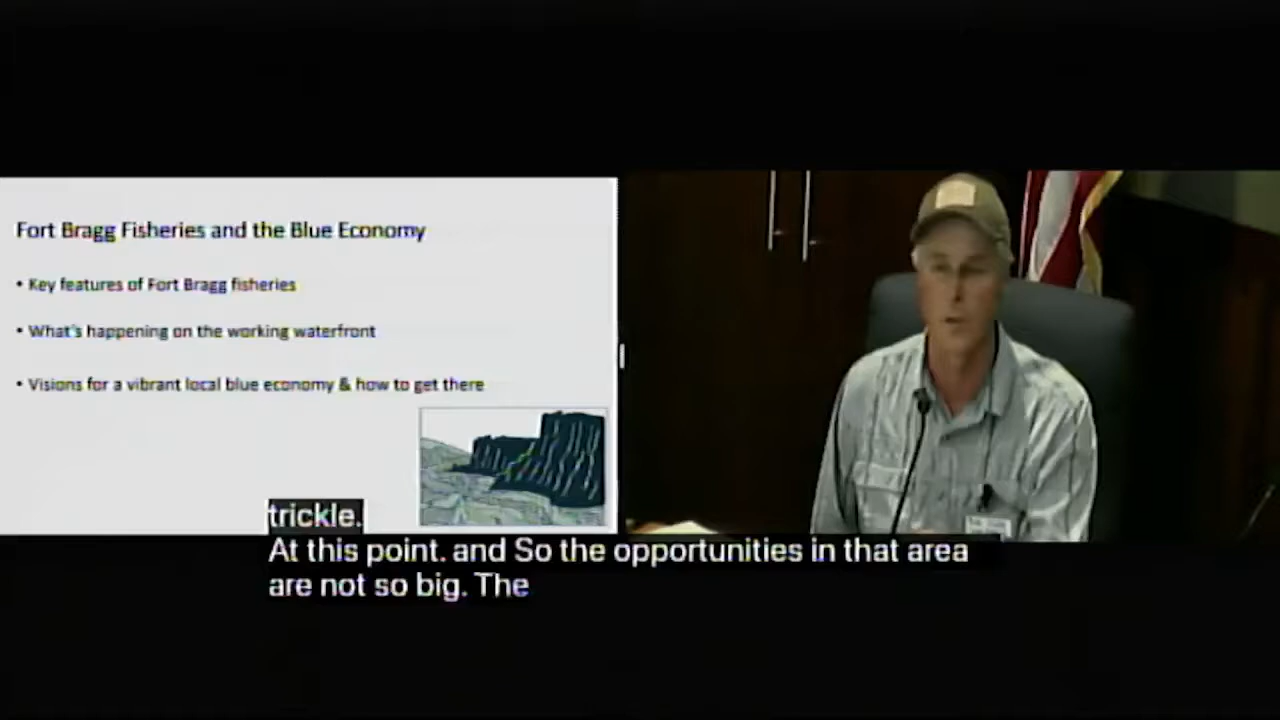 Fort Bragg Fisheries and the Blue Economy
• Key features of Fort Bragg fisheries
• What's happening on the working waterfront
• Visions for a vibrant local blue economy & how to get there
trickle.
At this point. and So the opportunities in that area
are not so big. The